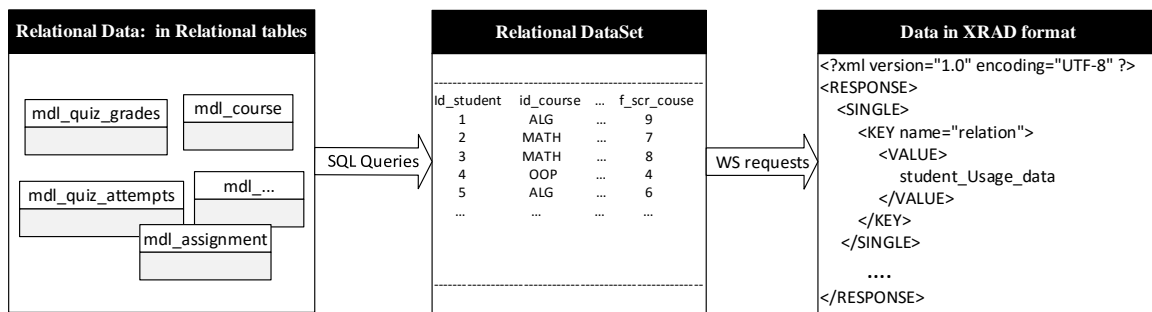 Relational Data: in Relational tables
mdl_quiz_grades
mdl_course
mdl_quiz_attempts
mdl_...
mdl_assignment
SQL Queries
Relational DataSet
Id_student id_course ... f_scr_couse
1 ALG ... 9
2 MATH ... 7
3 MATH ... 8
4 OOP ... 4
5 ALG ... 6
... ... ... ...
WS requests
Data in XRAD format
<?xml version="1.0" encoding="UTF-8" ?>
<RESPONSE>
<SINGLE>
<KEY name="relation">
<VALUE>
student_Usage_data
</VALUE>
</KEY>
</SINGLE>
....
</RESPONSE>